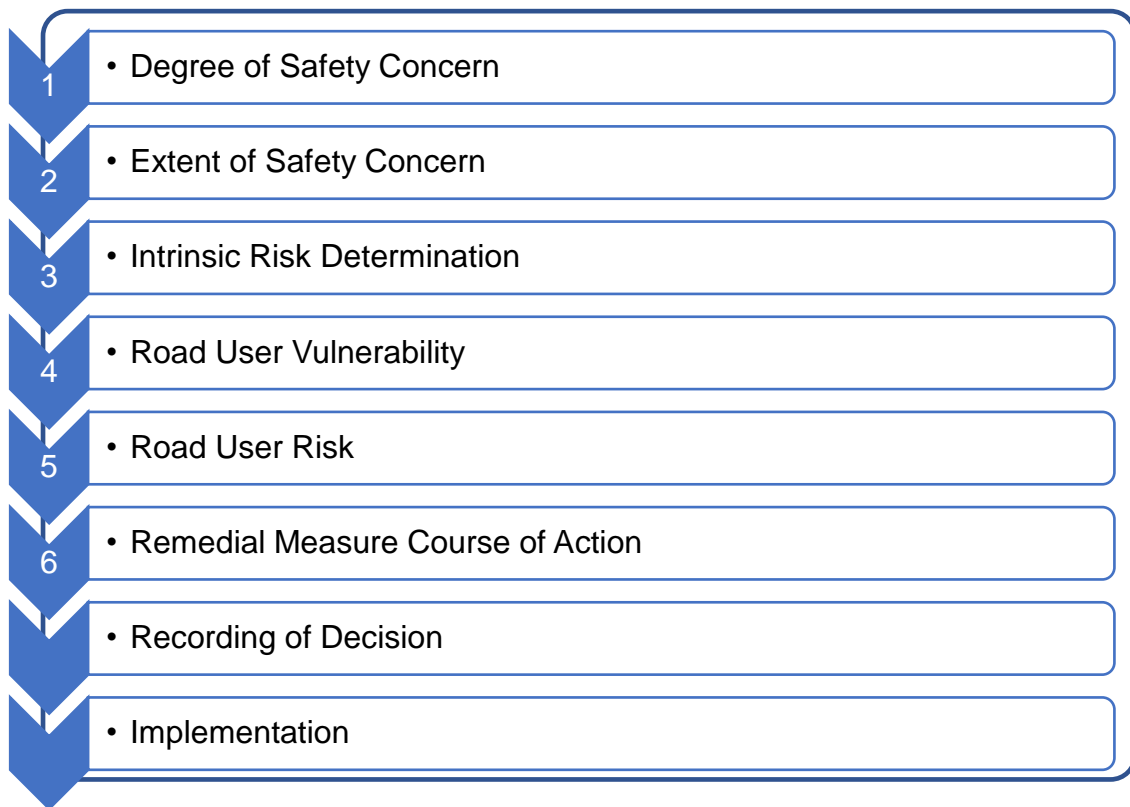 1
• Degree of Safety Concern
2
• Extent of Safety Concern
3
• Intrinsic Risk Determination
4
• Road User Vulnerability
5
• Road User Risk
6
• Remedial Measure Course of Action
• Recording of Decision
• Implementation